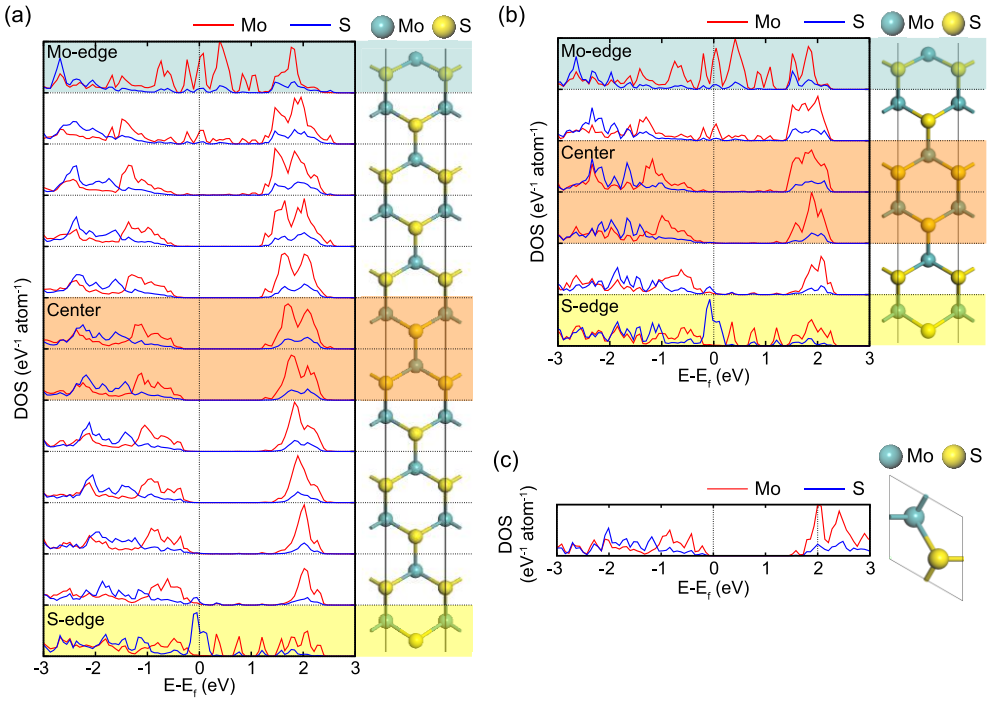 (a)
Mo S Mo S
Mo-edge
Center
S-edge
DOS (eV⁻¹ atom⁻¹)
-3 -2 -1 0 1 2 3
E-E_f (eV)
(b)
Mo S Mo S
Mo-edge
Center
S-edge
DOS (eV⁻¹ atom⁻¹)
-3 -2 -1 0 1 2 3
E-E_f (eV)
(c)
Mo S
Mo S
DOS
(eV⁻¹ atom⁻¹)
-3 -2 -1 0 1 2 3
E-E_f (eV)